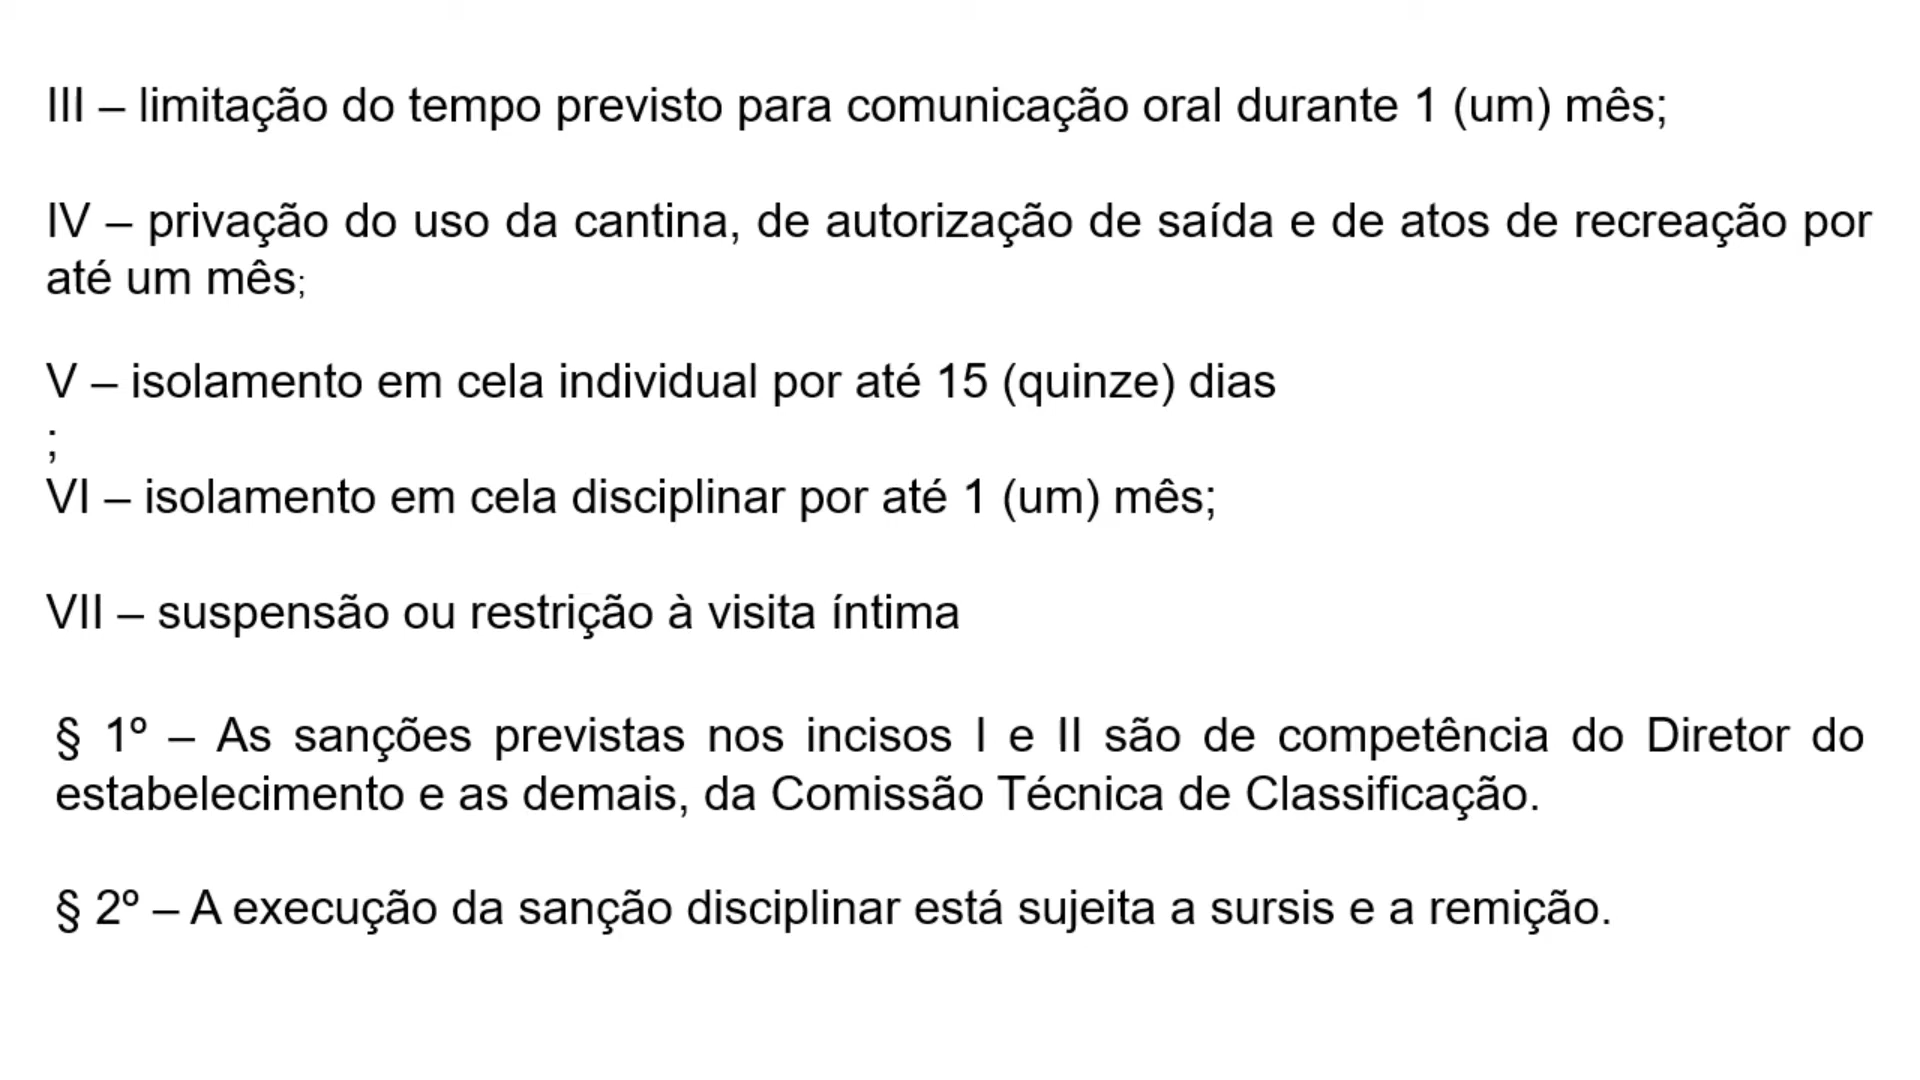 III – limitação do tempo previsto para comunicação oral durante 1 (um) mês;
IV – privação do uso da cantina, de autorização de saída e de atos de recreação por
até um mês;
V – isolamento em cela individual por até 15 (quinze) dias
;
VI – isolamento em cela disciplinar por até 1 (um) mês;
VII – suspensão ou restrição à visita íntima
§ 1º – As sanções previstas nos incisos I e II são de competência do Diretor do
estabelecimento e as demais, da Comissão Técnica de Classificação.
§ 2º – A execução da sanção disciplinar está sujeita a sursis e a remição.